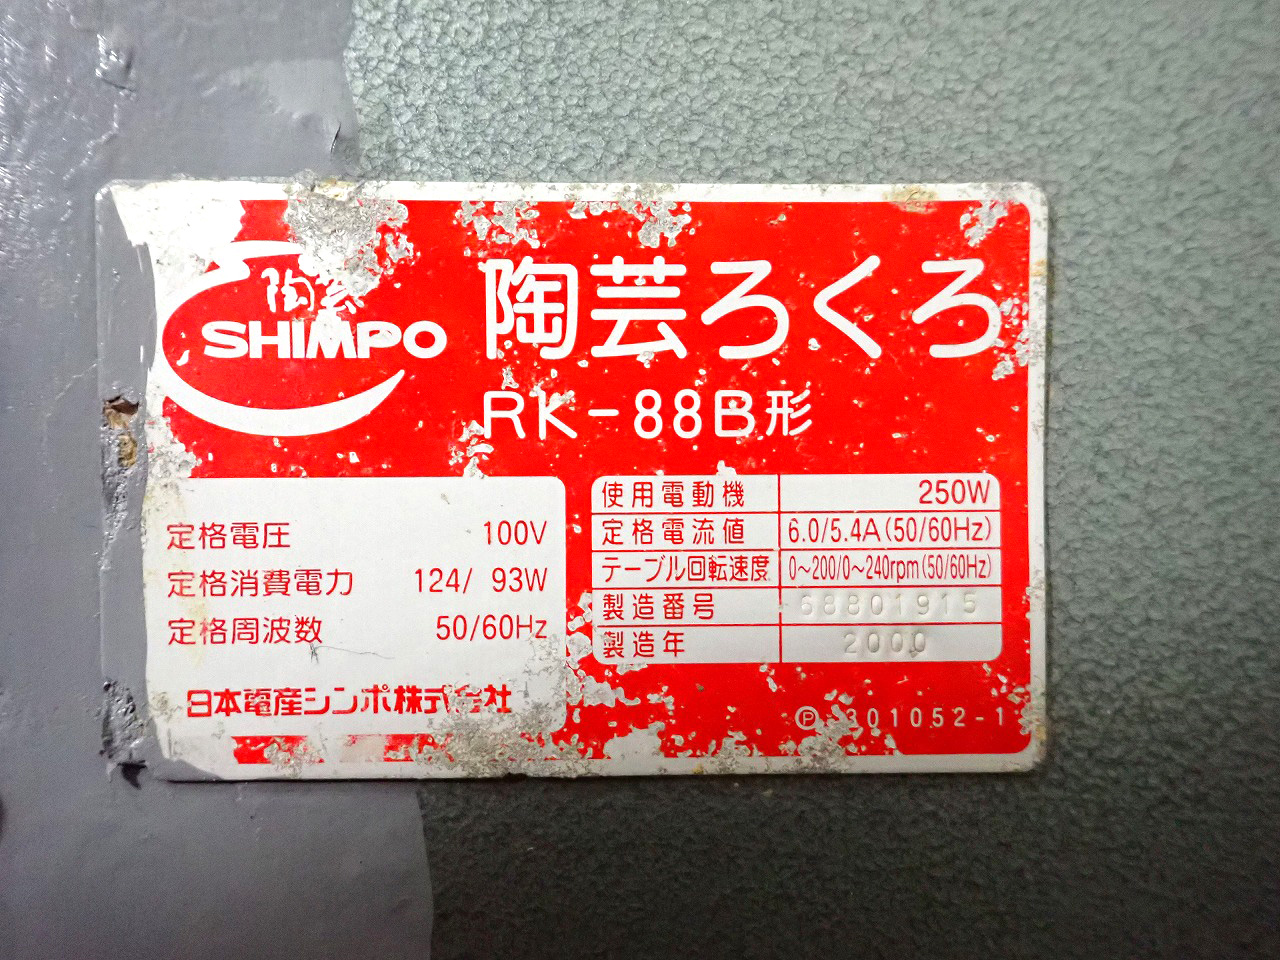 陶芸
SHIMPO
陶芸ろくろ
RK-88B形
定格電圧 100V
定格消費電力 124/ 93W
定格周波数 50/60Hz
日本電産シンポ株式会社
使用電動機 250W
定格電流値 6.0/5.4A(50/60Hz)
テーブル回転速度 0~200/0~240rpm(50/60Hz)
製造番号 68801915
製造年 2000
Ⓟ 301052-1